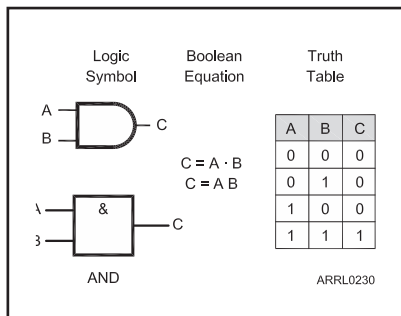 Logic Symbol
Boolean Equation
Truth Table
A
B
C
C = A · B
C = A B
A B C
0 0 0
0 1 0
1 0 0
1 1 1
A
B
&
C
AND
ARRL0230